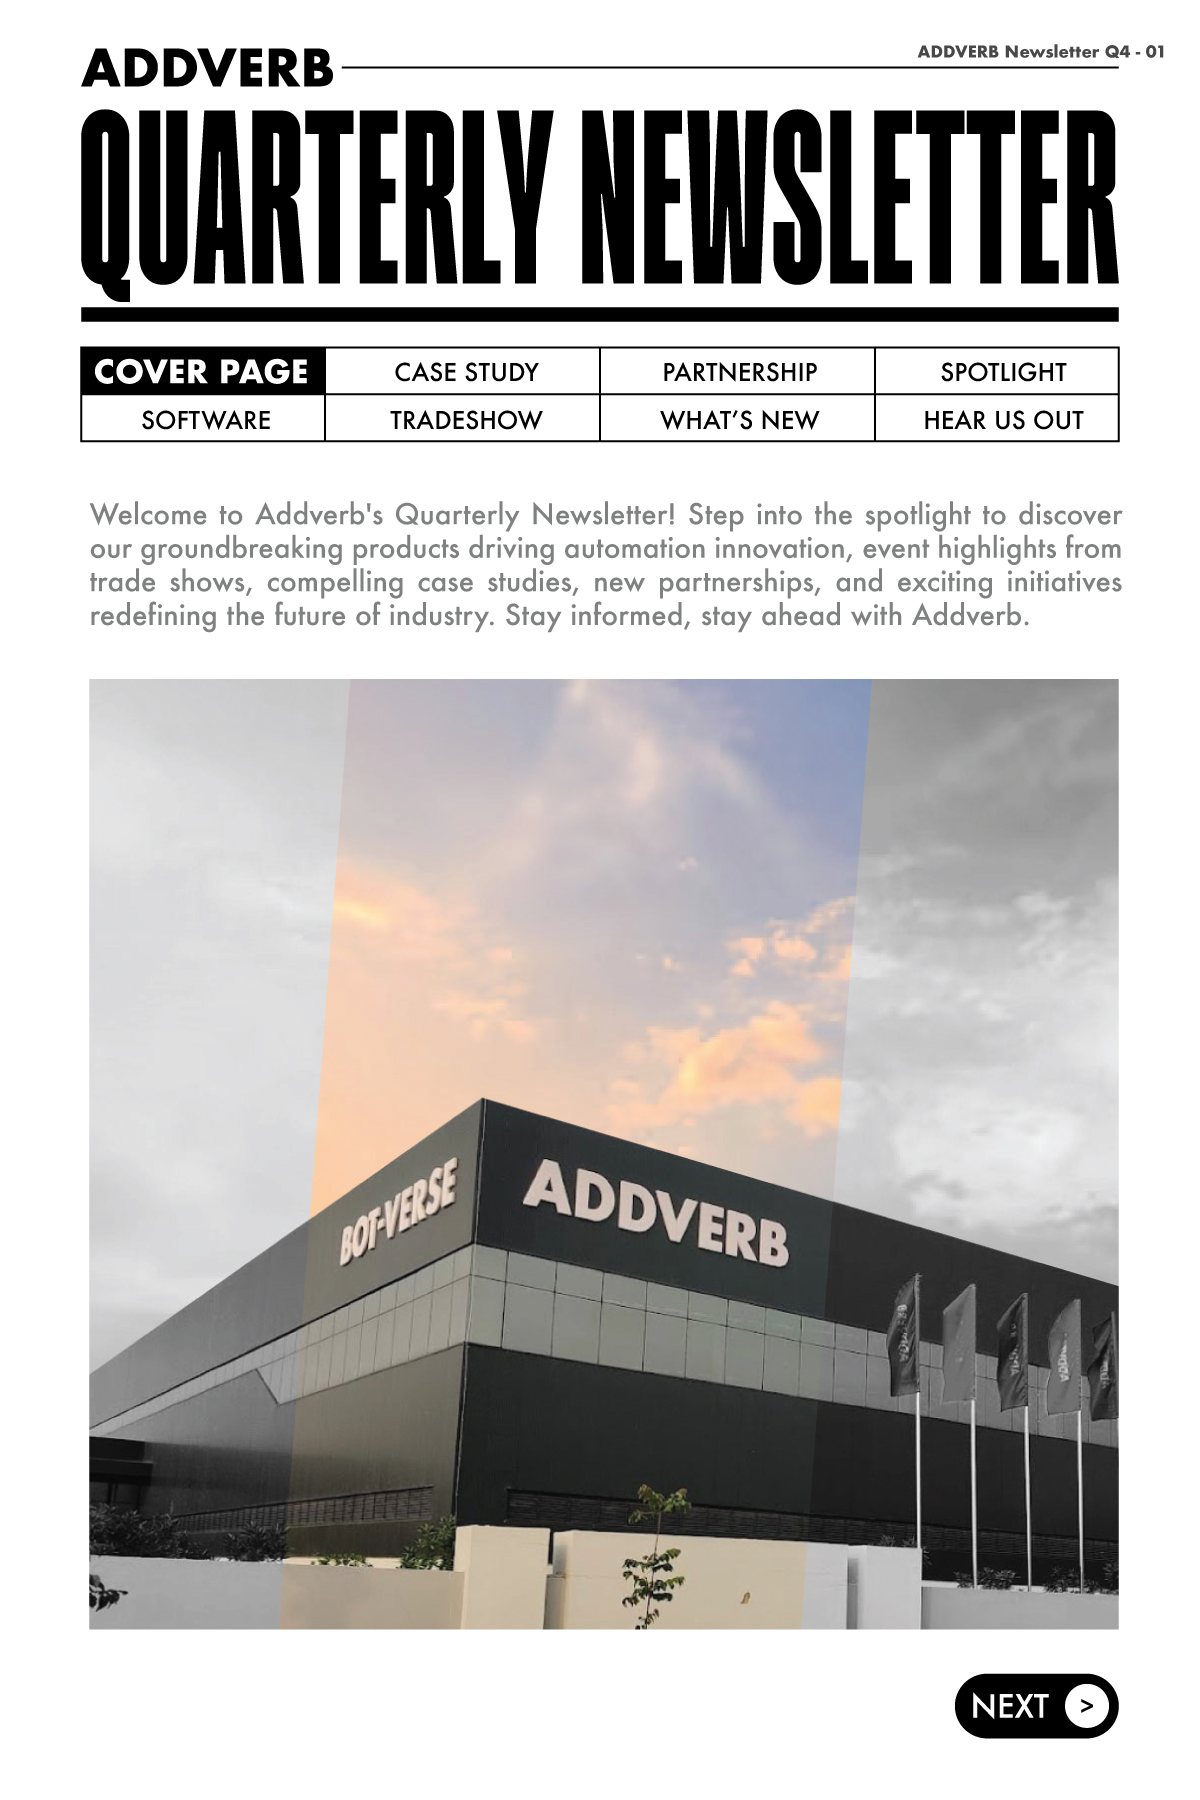 ADDVERB Newsletter Q4 - 01
ADDVERB
QUARTERLY NEWSLETTER
COVER PAGE
CASE STUDY
PARTNERSHIP
SPOTLIGHT
SOFTWARE
TRADESHOW
WHAT'S NEW
HEAR US OUT
Welcome to Addverb's Quarterly Newsletter! Step into the spotlight to discover
our groundbreaking products driving automation innovation, event highlights from
trade shows, compelling case studies, new partnerships, and exciting initiatives
redefining the future of industry. Stay informed, stay ahead with Addverb.
BOT-VERSE
ADDVERB
NEXT >